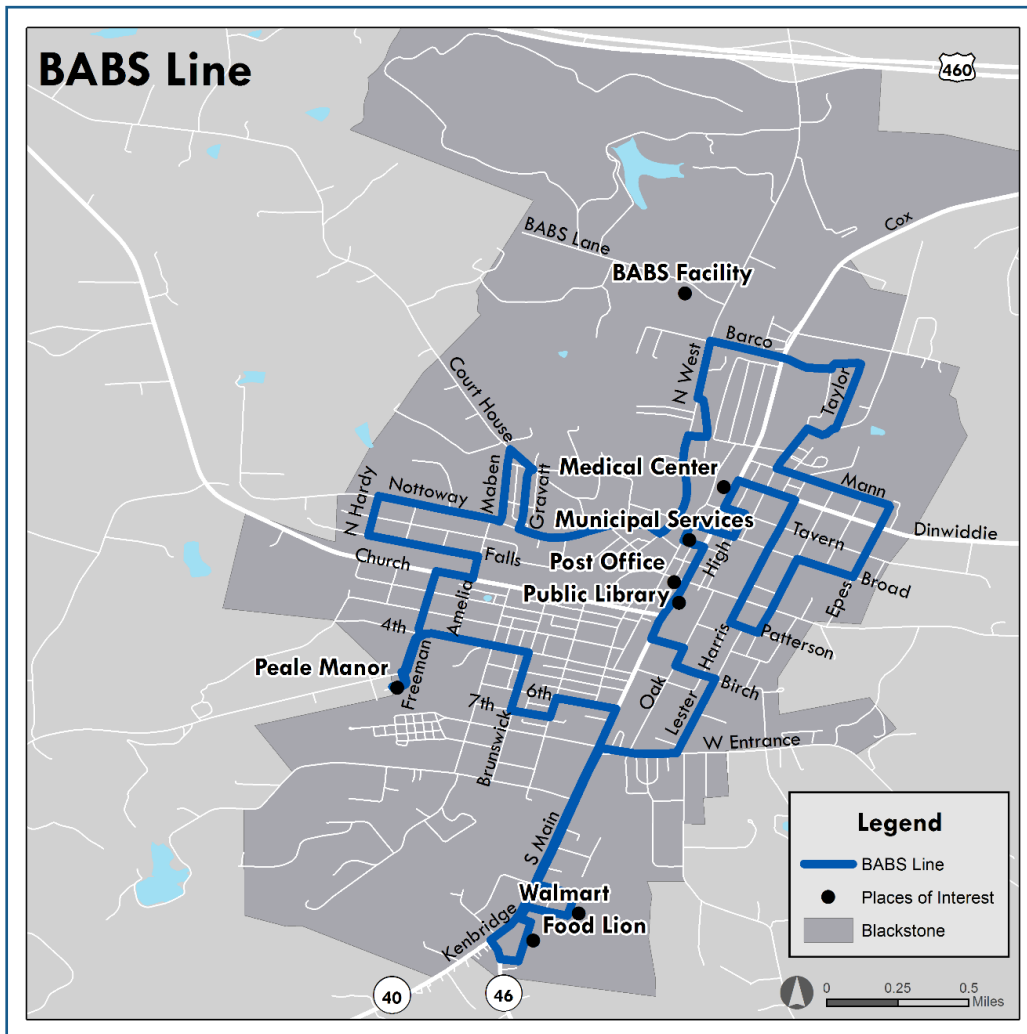 BABS Line
460
Cox
BABS Lane
BABS Facility
Barco
N West
Taylor
Court House
Medical Center
Mann
Maben
Gravatt
Nottoway
N Hardy
Municipal Services
Tavern
Dinwiddie
High
Church
Falls
Post Office
Broad
Public Library
Epes
Amelia
4th
Harris
Patterson
Peale Manor
Freeman
6th
7th
Oak
Birch
Lester
Brunswick
W Entrance
S Main
Walmart
Food Lion
Kenbridge
40
46
Legend
BABS Line
Places of Interest
Blackstone
0 0.25 0.5
Miles